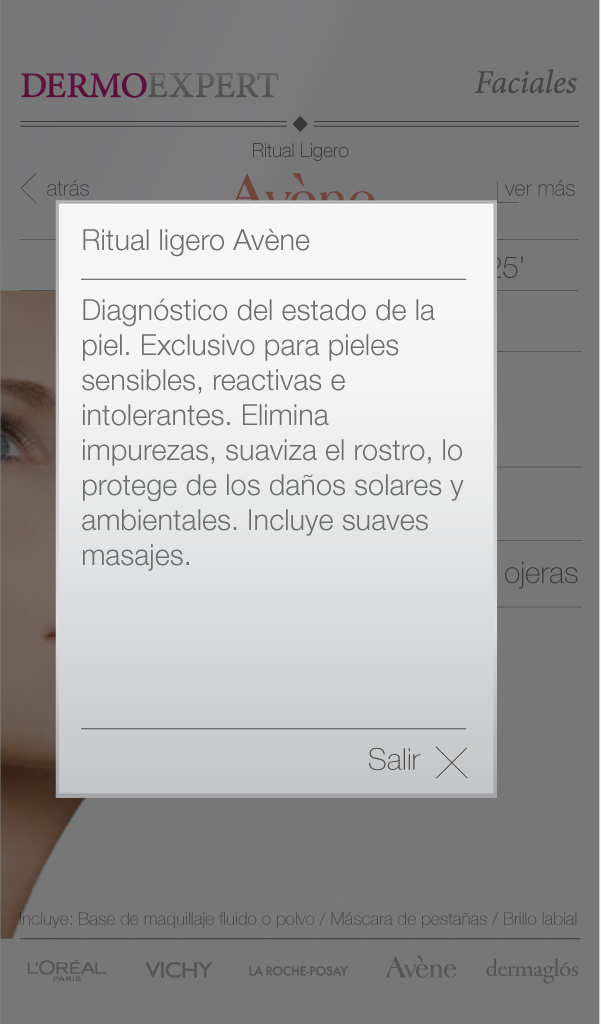 DERMOEXPERT
Faciales
Ritual Ligero
atrás
Avène
ver más
25’
Ritual ligero Avène
Diagnóstico del estado de la
piel. Exclusivo para pieles
sensibles, reactivas e
intolerantes. Elimina
impurezas, suaviza el rostro, lo
protege de los daños solares y
ambientales. Incluye suaves
masajes.
ojeras
Salir
Incluye: Base de maquillaje fluido o polvo / Máscara de pestañas / Brillo labial
L'ORÉAL
PARIS
VICHY
LA ROCHE-POSAY
Avène
dermaglós